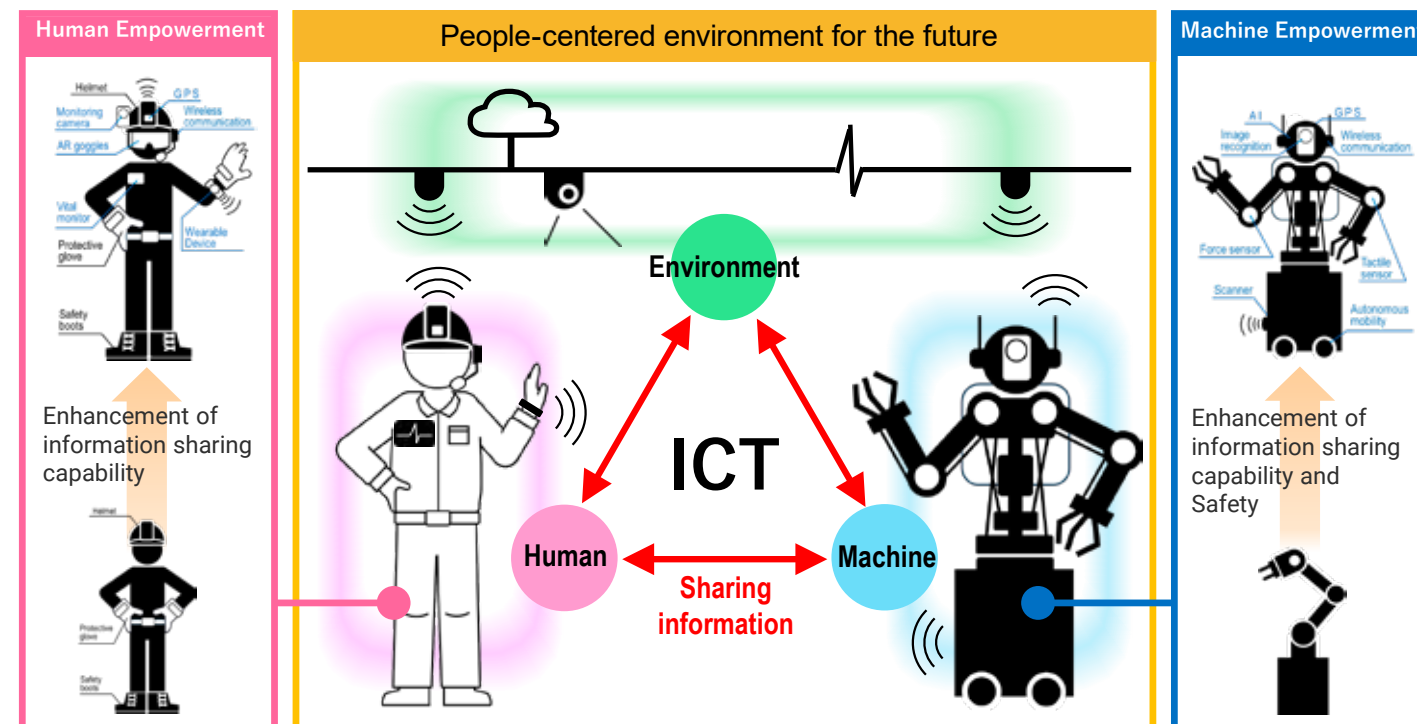 Human Empowerment
Helmet
GPS
Monitoring
camera
Wireless
communication
AR goggles
Vital
monitor
Wearable
Device
Protective
glove
Safety
boots
Enhancement of
information sharing
capability
Helmet
Protective
glove
Safety
boots
People-centered environment for the future
Environment
ICT
Human
Machine
Sharing
information
Machine Empowermen
AI
GPS
Image
recognition
Wireless
communication
Force sensor
Tactile
sensor
Scanner
Autonomous
mobility
Enhancement of
information sharing
capability and
Safety